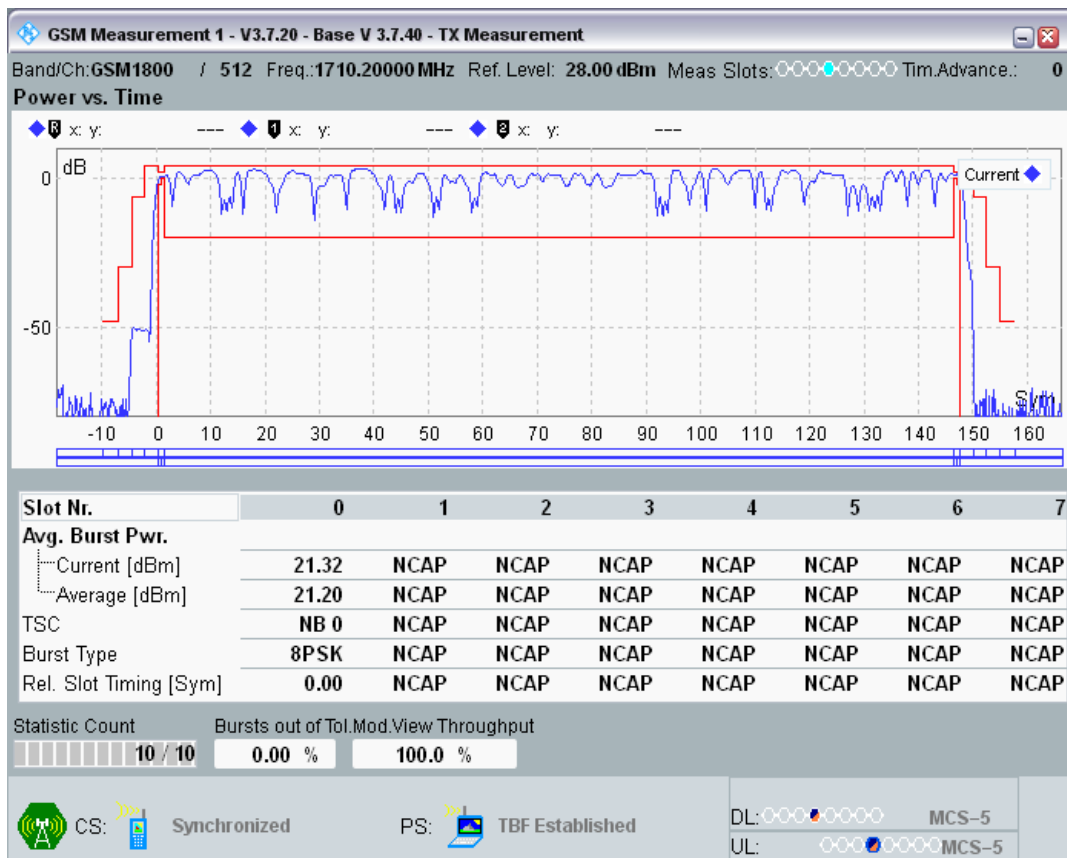 GSM Measurement 1 - V3.7.20 - Base V 3.7.40 - TX Measurement
Band/Ch:GSM1800 / 512 Freq.:1710.20000 MHz Ref. Level: 28.00 dBm Meas Slots: Tim.Advance.: 0
Power vs. Time
R x: y: --- 1 x: y: --- 2 x: y: ---
dB
Current
0
-50
Sym
-10 0 10 20 30 40 50 60 70 80 90 100 110 120 130 140 150 160
Slot Nr. 0 1 2 3 4 5 6 7
Avg. Burst Pwr.
Current [dBm] 21.32 NCAP NCAP NCAP NCAP NCAP NCAP NCAP
Average [dBm] 21.20 NCAP NCAP NCAP NCAP NCAP NCAP NCAP
TSC NB 0 NCAP NCAP NCAP NCAP NCAP NCAP NCAP
Burst Type 8PSK NCAP NCAP NCAP NCAP NCAP NCAP NCAP
Rel. Slot Timing [Sym] 0.00 NCAP NCAP NCAP NCAP NCAP NCAP NCAP
Statistic Count Bursts out of Tol.Mod.View Throughput
10 / 10 0.00 % 100.0 %
CS: Synchronized PS: TBF Established
DL: MCS-5
UL: MCS-5